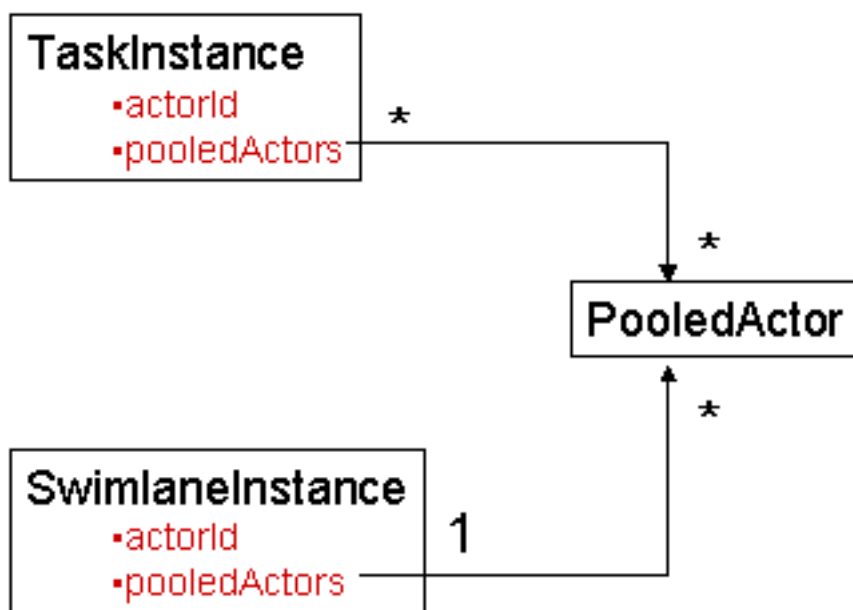 TaskInstance
▪actorId
▪pooledActors
*
*
PooledActor
*
SwimlaneInstance
1
▪actorId
▪pooledActors